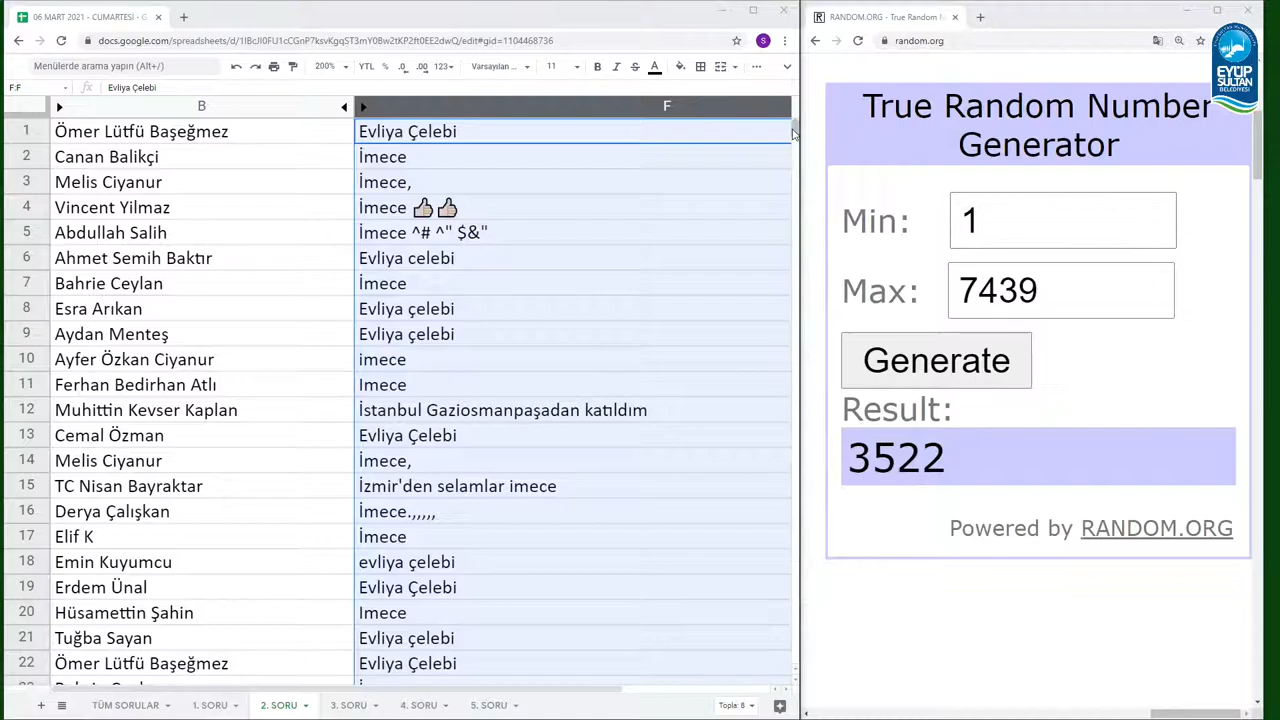 06 MART 2021 - CUMARTESİ - G
docs.google.com/spreadsheets/d/
Menülerde arama yapın (Alt+/)
200%
YTL
%
.0
.00
123
Varsayılan...
11
B
I
S
A
F:F
fx
Evliya Çelebi
B
F
1 Ömer Lütfü Başeğmez Evliya Çelebi
2 Canan Balikçi İmece
3 Melis Ciyanur İmece,
4 Vincent Yilmaz İmece 👍👍
5 Abdullah Salih İmece ^# ^" $&"
6 Ahmet Semih Baktır Evliya celebi
7 Bahrie Ceylan İmece
8 Esra Arıkan Evliya çelebi
9 Aydan Menteş Evliya çelebi
10 Ayfer Özkan Ciyanur imece
11 Ferhan Bedirhan Atlı Imece
12 Muhittin Kevser Kaplan İstanbul Gaziosmanpaşadan katıldım
13 Cemal Özman Evliya Çelebi
14 Melis Ciyanur İmece,
15 TC Nisan Bayraktar İzmir'den selamlar imece
16 Derya Çalışkan İmece.,,,,,
17 Elif K İmece
18 Emin Kuyumcu evliya çelebi
19 Erdem Ünal Evliya Çelebi
20 Hüsamettin Şahin Imece
21 Tuğba Sayan Evliya çelebi
22 Ömer Lütfü Başeğmez Evliya Çelebi
TÜM SORULAR
1. SORU
2. SORU
3. SORU
4. SORU
5. SORU
Topla: 8
RANDOM.ORG - True Random N
random.org
EYÜP
SULTAN
BELEDİYESİ
True Random Number
Generator
Min: 1
Max: 7439
Generate
Result:
3522
Powered by RANDOM.ORG